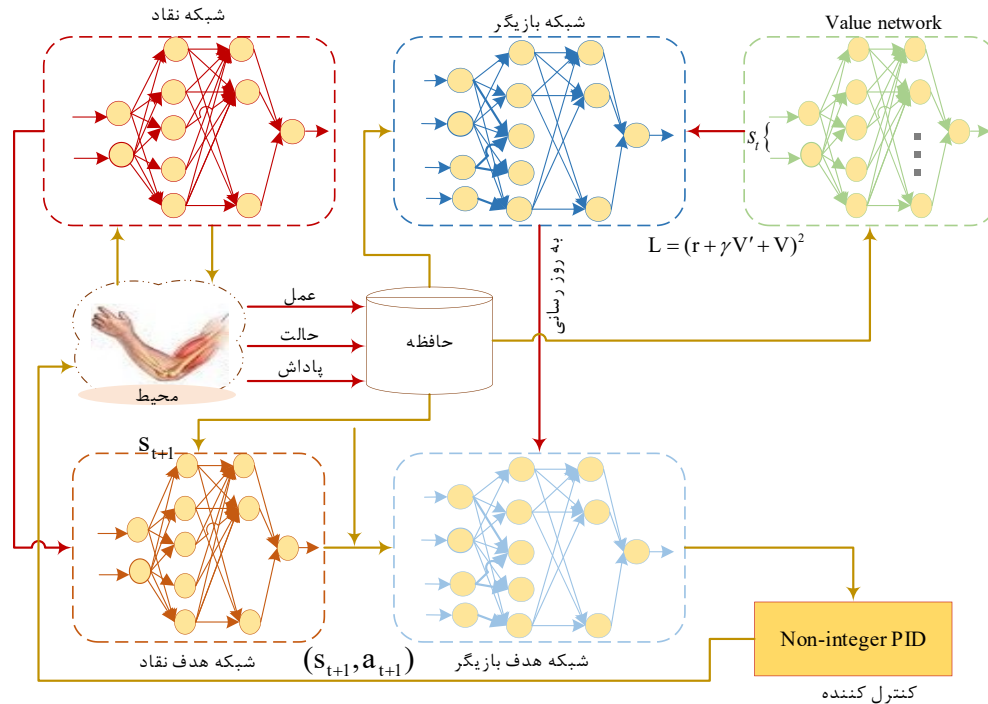 شبکه نقاد
شبکه بازیگر
Value network
s_t{
L = (r + γV′ + V)²
به روز رسانی
عمل
حالت
پاداش
حافظه
محیط
s_{t+1}
Non-integer PID
شبکه هدف نقاد
(s_{t+1}, a_{t+1})
شبکه هدف بازیگر
کنترل کننده